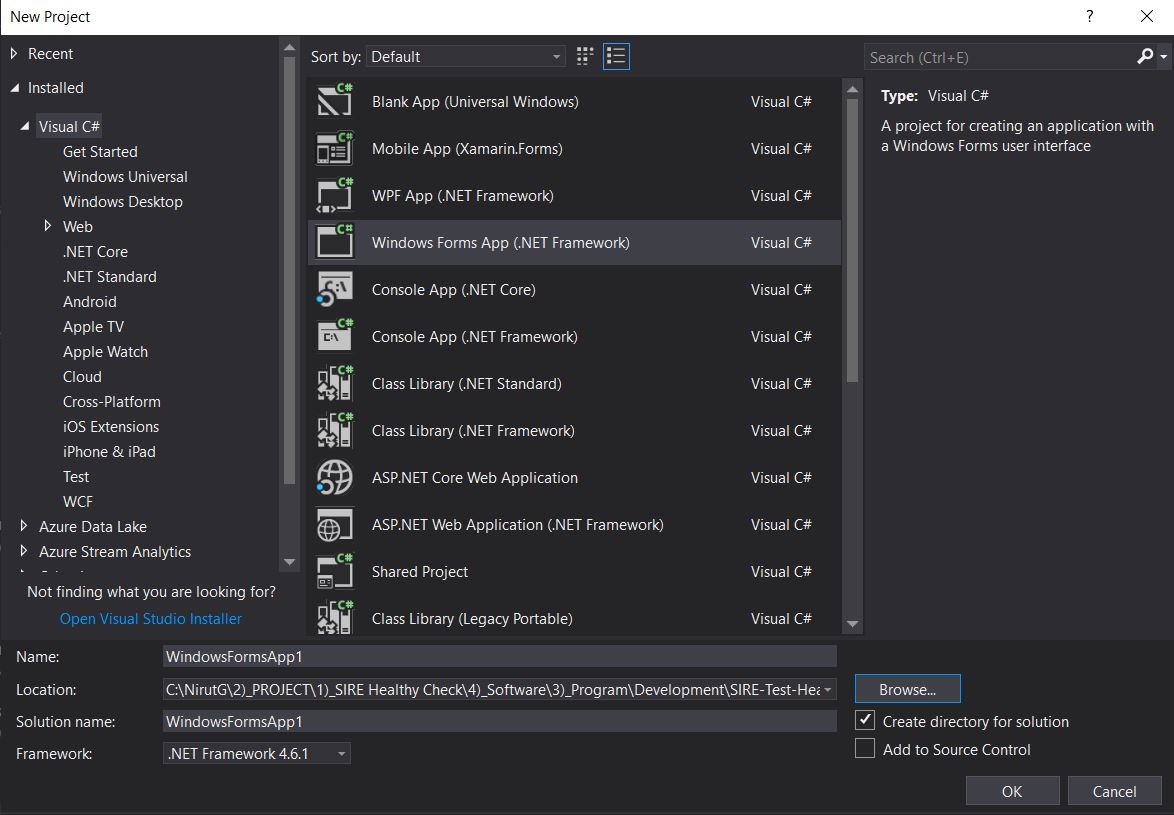 New Project
?
Recent
Installed
Visual C#
Get Started
Windows Universal
Windows Desktop
Web
.NET Core
.NET Standard
Android
Apple TV
Apple Watch
Cloud
Cross-Platform
iOS Extensions
iPhone & iPad
Test
WCF
Azure Data Lake
Azure Stream Analytics
Not finding what you are looking for?
Open Visual Studio Installer
Sort by: Default
Blank App (Universal Windows) Visual C#
Mobile App (Xamarin.Forms) Visual C#
WPF App (.NET Framework) Visual C#
Windows Forms App (.NET Framework) Visual C#
Console App (.NET Core) Visual C#
Console App (.NET Framework) Visual C#
Class Library (.NET Standard) Visual C#
Class Library (.NET Framework) Visual C#
ASP.NET Core Web Application Visual C#
ASP.NET Web Application (.NET Framework) Visual C#
Shared Project Visual C#
Class Library (Legacy Portable) Visual C#
Search (Ctrl+E)
Type: Visual C#
A project for creating an application with
a Windows Forms user interface
Name: WindowsFormsApp1
Location: C:\NirutG\2)_PROJECT\1)_SIRE Healthy Check\4)_Software\3)_Program\Development\SIRE-Test-Hea
Browse...
Solution name: WindowsFormsApp1
Create directory for solution
Framework: .NET Framework 4.6.1
Add to Source Control
OK
Cancel